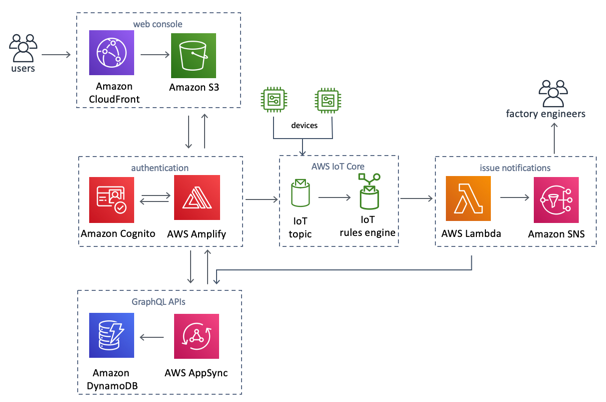 web console
users
Amazon
CloudFront
Amazon S3
devices
factory engineers
authentication
Amazon Cognito
AWS Amplify
AWS IoT Core
IoT
topic
IoT
rules engine
issue notifications
AWS Lambda
Amazon SNS
GraphQL APIs
Amazon
DynamoDB
AWS AppSync